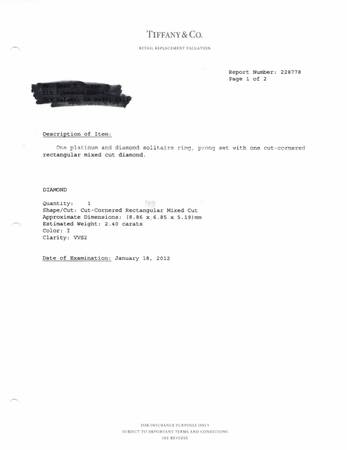 TIFFANY & CO.
RETAIL REPLACEMENT VALUATION
Report Number: 228778
Page 1 of 2
Description of Item:
One platinum and diamond solitaire ring, prong set with one cut-cornered
rectangular mixed cut diamond.
DIAMOND
Quantity: 1
Shape/Cut: Cut-Cornered Rectangular Mixed Cut
Approximate Dimensions: (8.86 x 6.85 x 5.19)mm
Estimated Weight: 2.40 carats
Color: I
Clarity: VVS2
Date of Examination: January 18, 2012
FOR INSURANCE PURPOSES ONLY
SUBJECT TO IMPORTANT TERMS AND CONDITIONS
SEE REVERSE